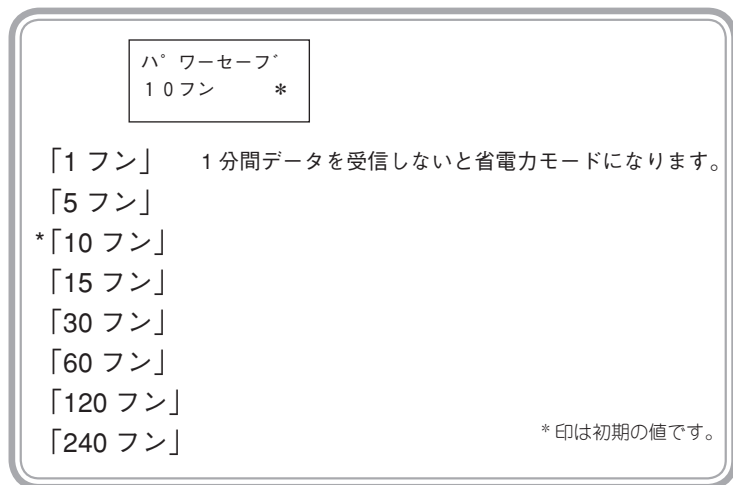 パワーセーブ
10フン *
「1 フン」 1 分間データを受信しないと省電力モードになります。
「5 フン」
*「10 フン」
「15 フン」
「30 フン」
「60 フン」
「120 フン」
「240 フン」
* 印は初期の値です。